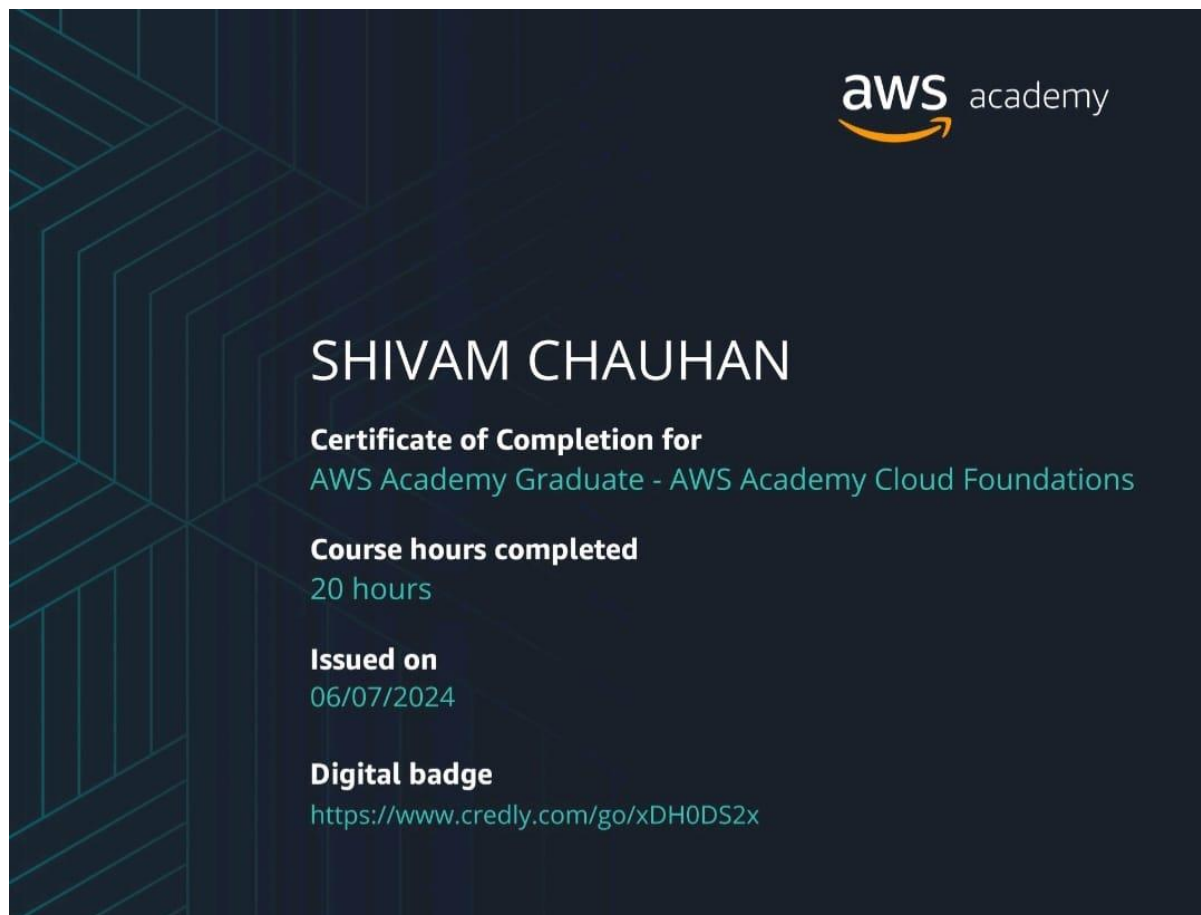 aws academy
SHIVAM CHAUHAN
Certificate of Completion for
AWS Academy Graduate - AWS Academy Cloud Foundations
Course hours completed
20 hours
Issued on
06/07/2024
Digital badge
https://www.credly.com/go/xDH0DS2x